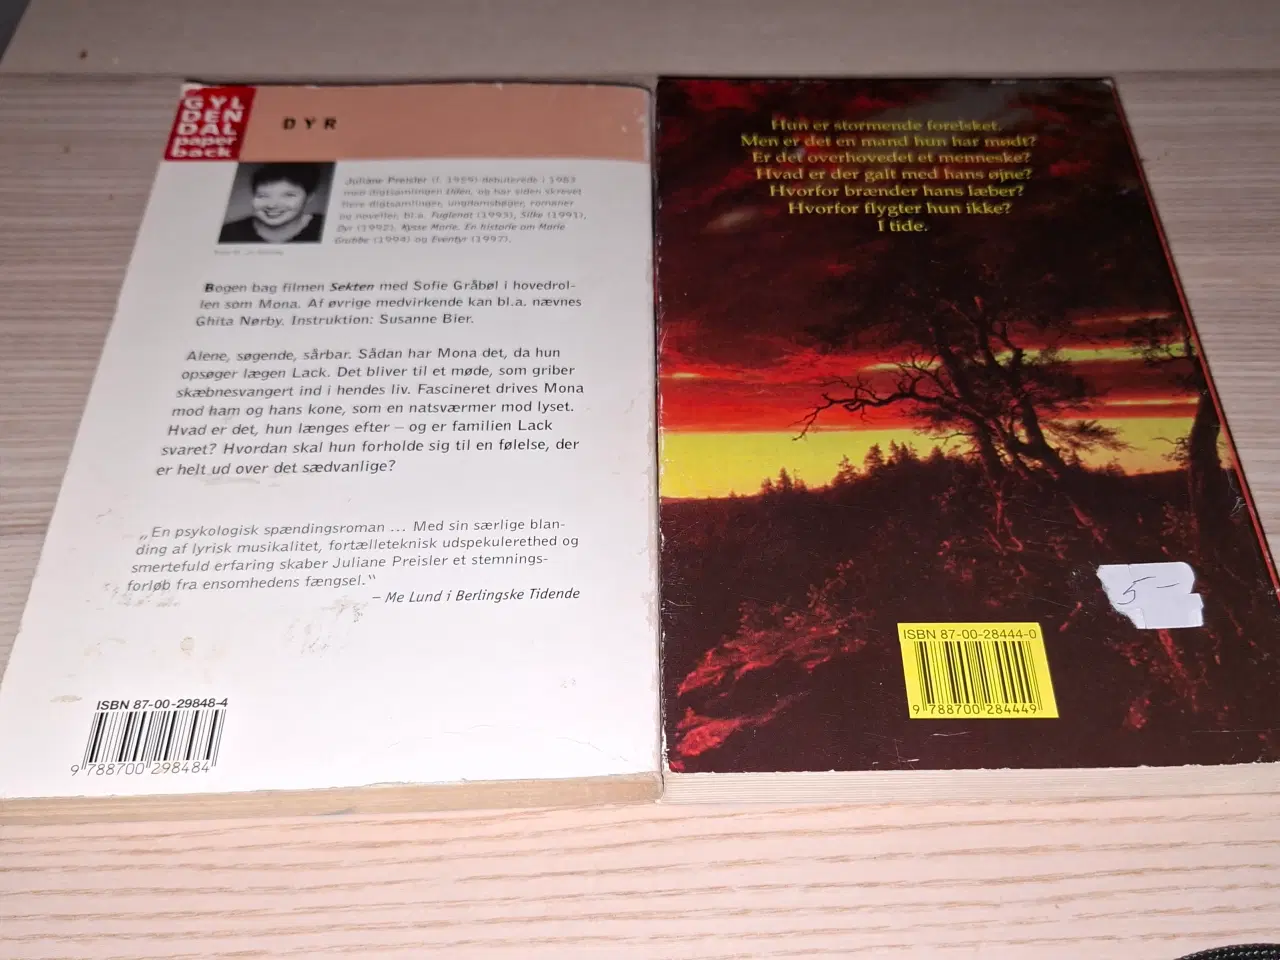 GYL
DEN
DAL
paper
back
DYR
Juliane Preisler (f. 1959) debuterede i 1983
med digtsamlingen Uden, og har siden skrevet
flere digtsamlinger, ungdomsbøger, romaner
og noveller, bl.a. Fuglenat (1993), Silke (1991),
Dyr (1992), Kysse Marie. En historie om Marie
Grubbe (1994) og Eventyr (1997).
Bogen bag filmen Sekten med Sofie Gråbøl i hovedrol-
len som Mona. Af øvrige medvirkende kan bl.a. nævnes
Ghita Nørby. Instruktion: Susanne Bier.
Alene, søgende, sårbar. Sådan har Mona det, da hun
opsøger lægen Lack. Det bliver til et møde, som griber
skæbnesvangert ind i hendes liv. Fascineret drives Mona
mod ham og hans kone, som en natsværmer mod lyset.
Hvad er det, hun længes efter – og er familien Lack
svaret? Hvordan skal hun forholde sig til en følelse, der
er helt ud over det sædvanlige?
„En psykologisk spændingsroman ... Med sin særlige blan-
ding af lyrisk musikalitet, fortælleteknisk udspekulerethed og
smertefuld erfaring skaber Juliane Preisler et stemnings-
forløb fra ensomhedens fængsel.“
– Me Lund i Berlingske Tidende
ISBN 87-00-29848-4
9 788700 298484
Hun er stormende forelsket.
Men er det en mand hun har mødt?
Er det overhovedet et menneske?
Hvad er der galt med hans øjne?
Hvorfor brænder hans læber?
Hvorfor flygter hun ikke?
I tide.
5-
ISBN 87-00-28444-0
9 788700 284449